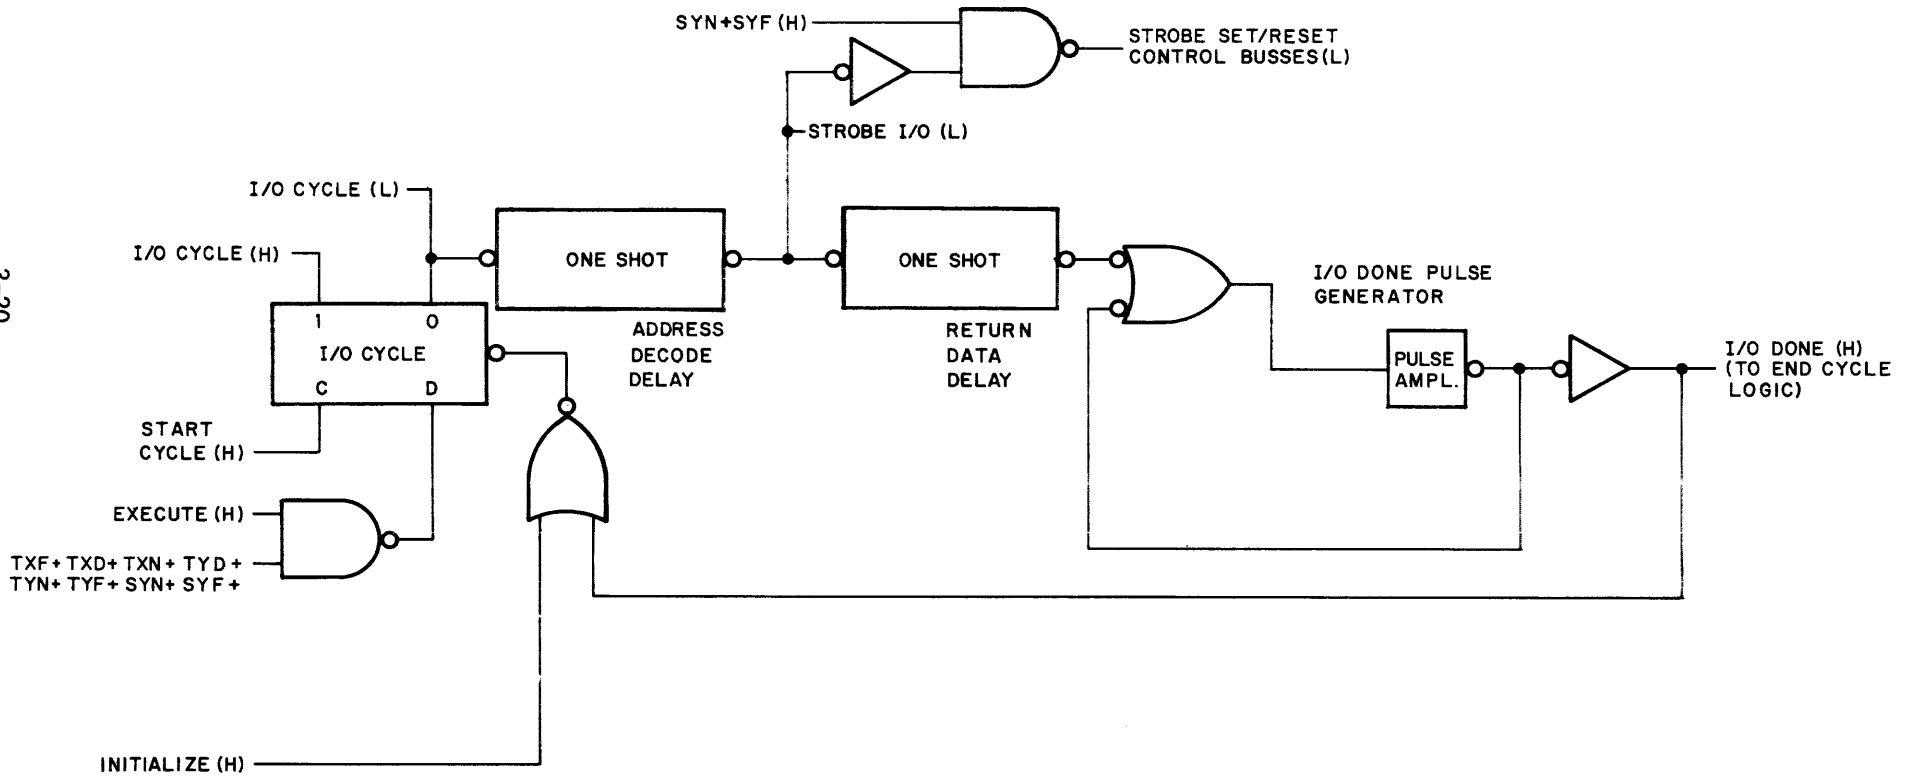 SYN+SYF (H)
STROBE SET/RESET
CONTROL BUSSES(L)
STROBE I/O (L)
I/O CYCLE (L)
I/O CYCLE (H)
ONE SHOT
ONE SHOT
I/O DONE PULSE
GENERATOR
2-20
1 0
I/O CYCLE
C D
ADDRESS
DECODE
DELAY
RETURN
DATA
DELAY
PULSE
AMPL.
I/O DONE (H)
(TO END CYCLE
LOGIC)
START
CYCLE (H)
EXECUTE (H)
TXF+ TXD+ TXN+ TYD +
TYN+ TYF+ SYN+ SYF +
INITIALIZE (H)